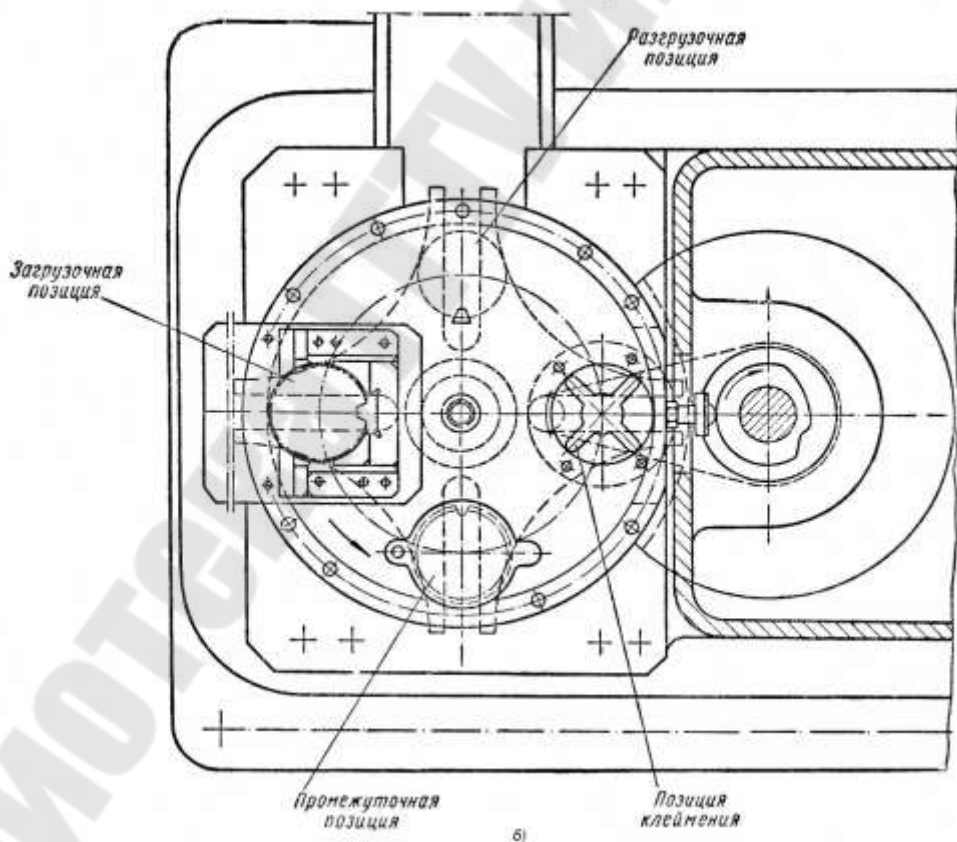 Разгрузочная
позиция
Загрузочная
позиция
Промежуточная
позиция
Позиция
клеймения
б)